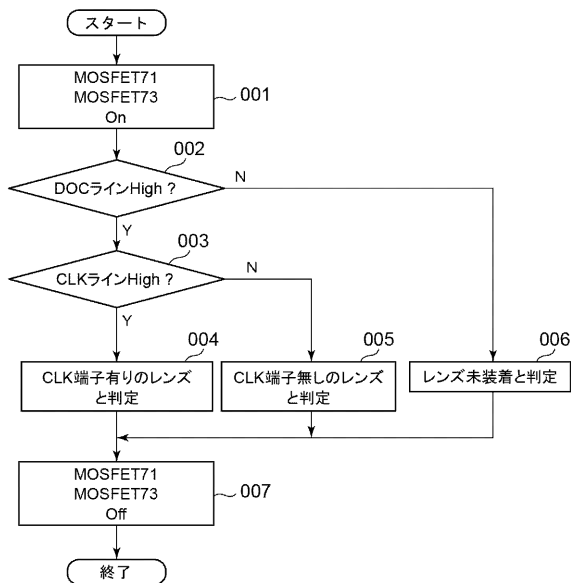 スタート
MOSFET71
MOSFET73
On
001
002
DOCラインHigh ?
N
Y
003
CLKラインHigh ?
N
Y
004
CLK端子有りのレンズ
と判定
005
CLK端子無しのレンズ
と判定
006
レンズ未装着と判定
MOSFET71
MOSFET73
Off
007
終了